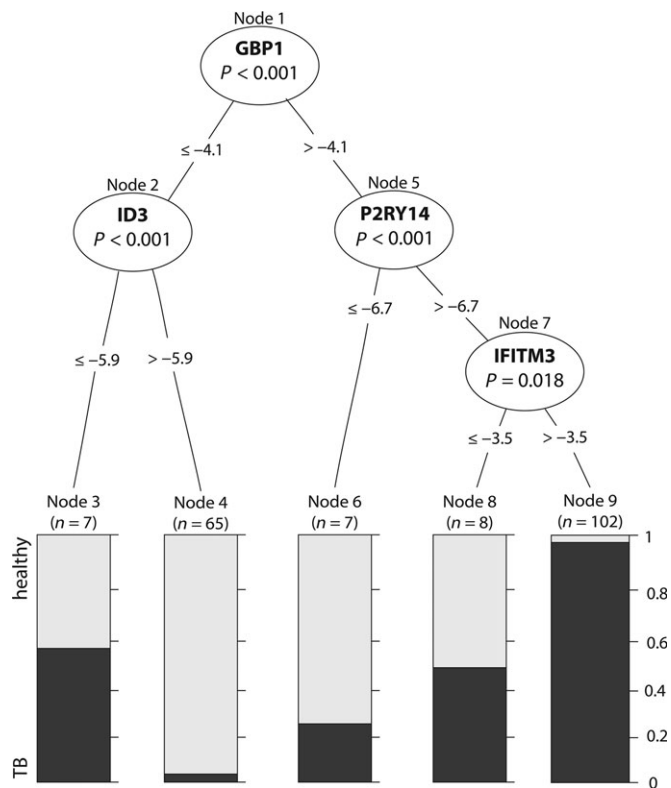 Node 1
GBP1
P < 0.001
≤ −4.1
> −4.1
Node 2
ID3
P < 0.001
Node 5
P2RY14
P < 0.001
≤ −6.7
> −6.7
Node 7
IFITM3
P = 0.018
≤ −5.9
> −5.9
≤ −3.5
> −3.5
Node 3
(n = 7)
Node 4
(n = 65)
Node 6
(n = 7)
Node 8
(n = 8)
Node 9
(n = 102)
healthy
TB
1
0.8
0.6
0.4
0.2
0